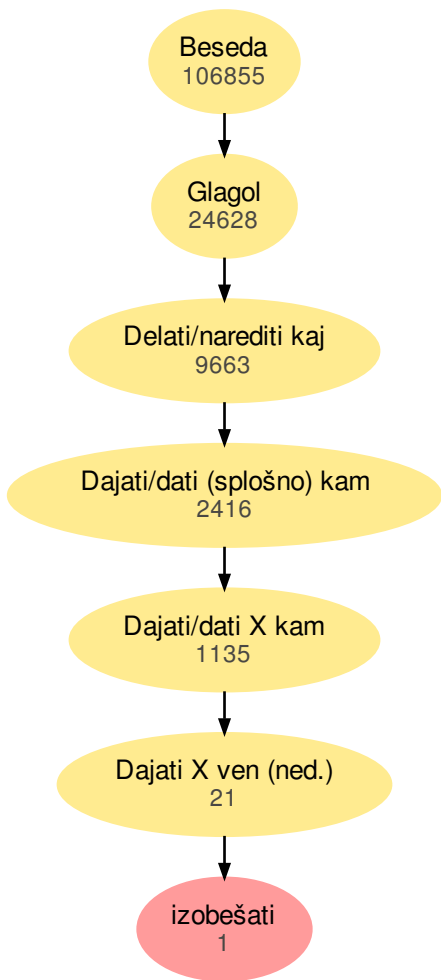 Beseda
106855
Glagol
24628
Delati/narediti kaj
9663
Dajati/dati (splošno) kam
2416
Dajati/dati X kam
1135
Dajati X ven (ned.)
21
izobešati
1